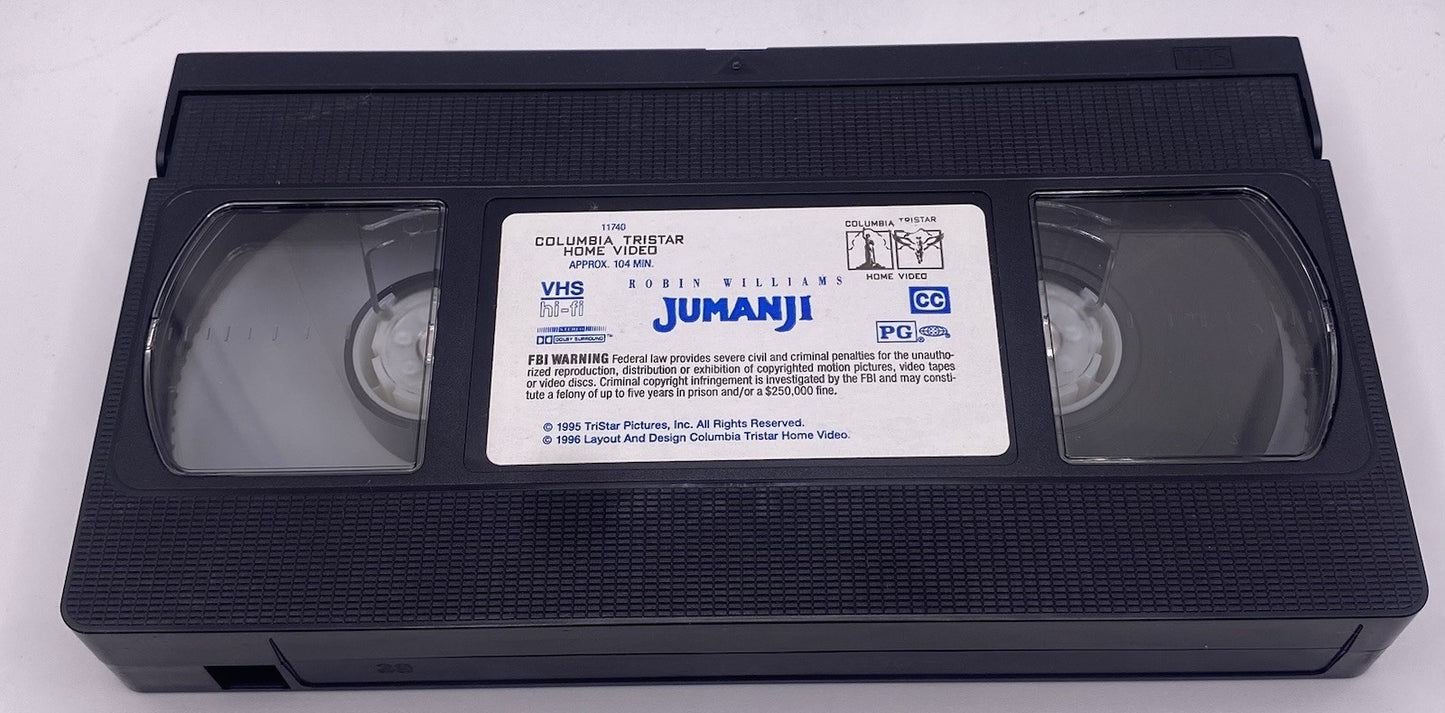 VHS
11740
COLUMBIA TRISTAR
HOME VIDEO
APPROX. 104 MIN.
COLUMBIA TRISTAR
HOME VIDEO
VHS
hi-fi
STEREO
DOLBY SURROUND™
ROBIN WILLIAMS
JUMANJI
CC
PG®
FBI WARNING Federal law provides severe civil and criminal penalties for the unautho-
rized reproduction, distribution or exhibition of copyrighted motion pictures, video tapes
or video discs. Criminal copyright infringement is investigated by the FBI and may consti-
tute a felony of up to five years in prison and/or a $250,000 fine.
© 1995 TriStar Pictures, Inc. All Rights Reserved.
© 1996 Layout And Design Columbia Tristar Home Video.